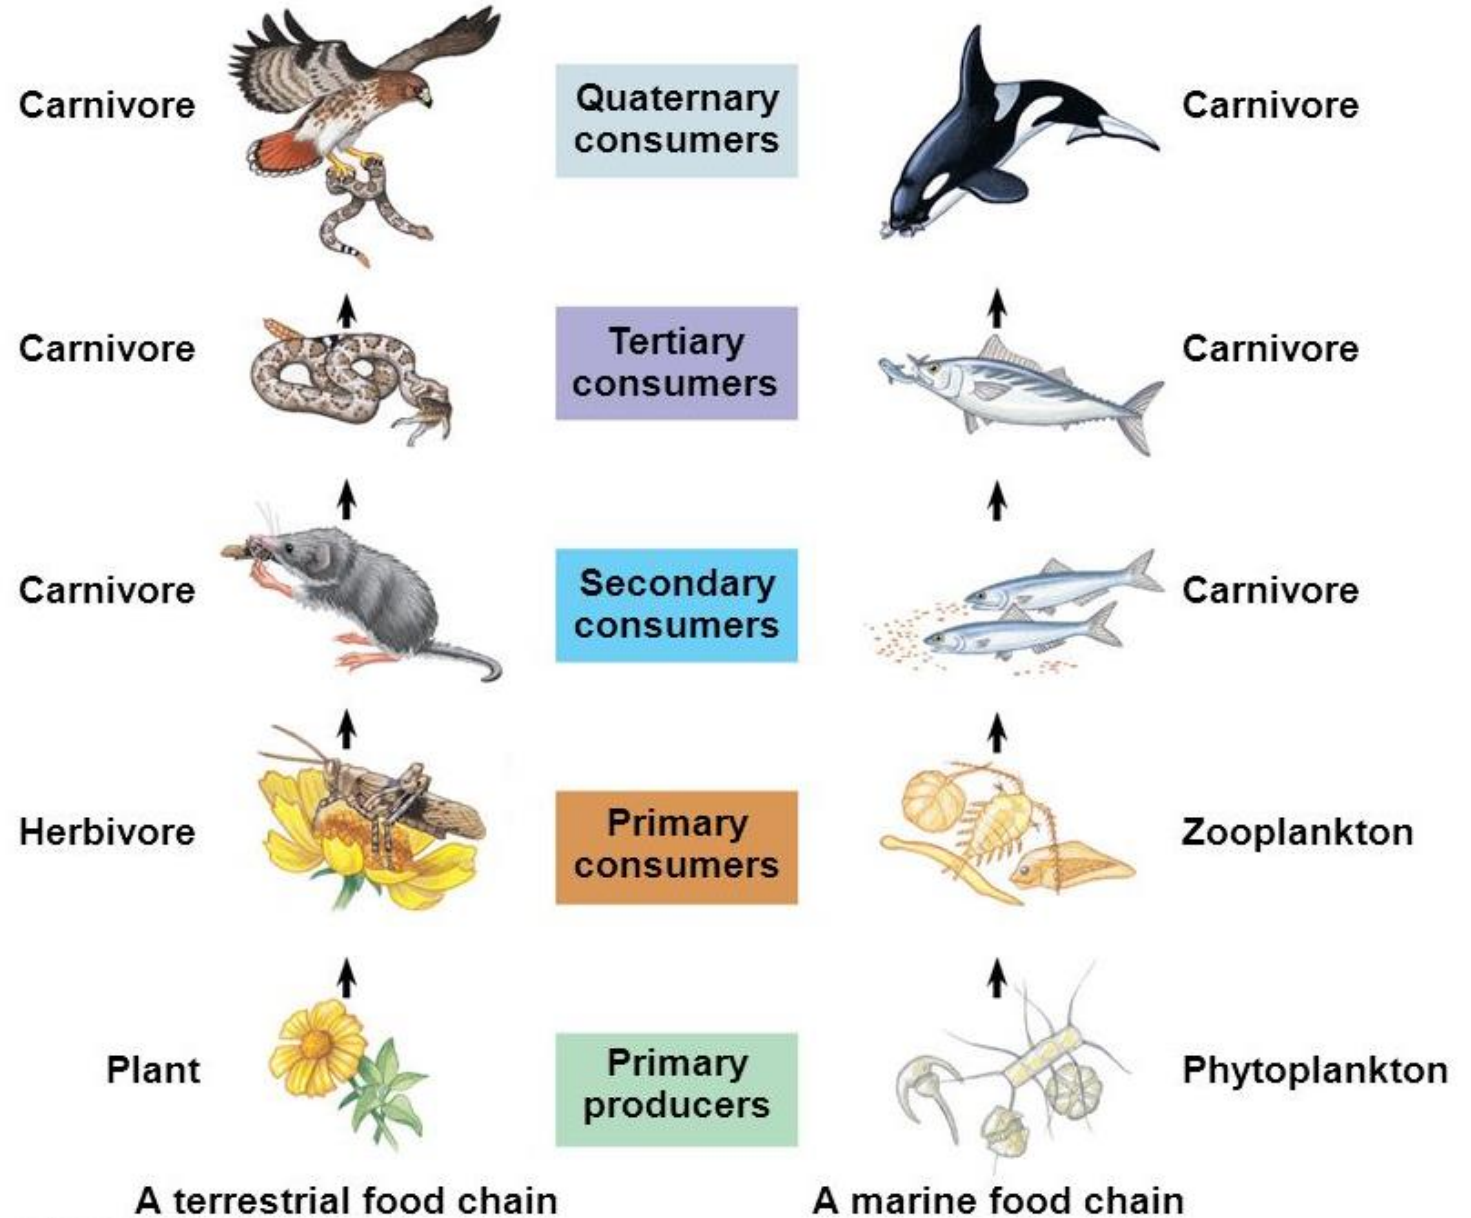 Carnivore
Quaternary
consumers
Carnivore
Carnivore
Tertiary
consumers
Carnivore
Carnivore
Secondary
consumers
Carnivore
Herbivore
Primary
consumers
Zooplankton
Plant
Primary
producers
Phytoplankton
A terrestrial food chain
A marine food chain